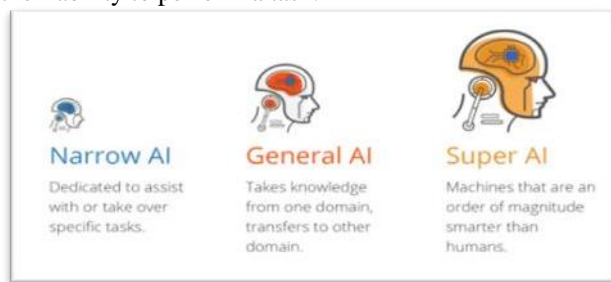 Narrow AI
Dedicated to assist
with or take over
specific tasks.
General AI
Takes knowledge
from one domain,
transfers to other
domain.
Super AI
Machines that are an
order of magnitude
smarter than
humans.